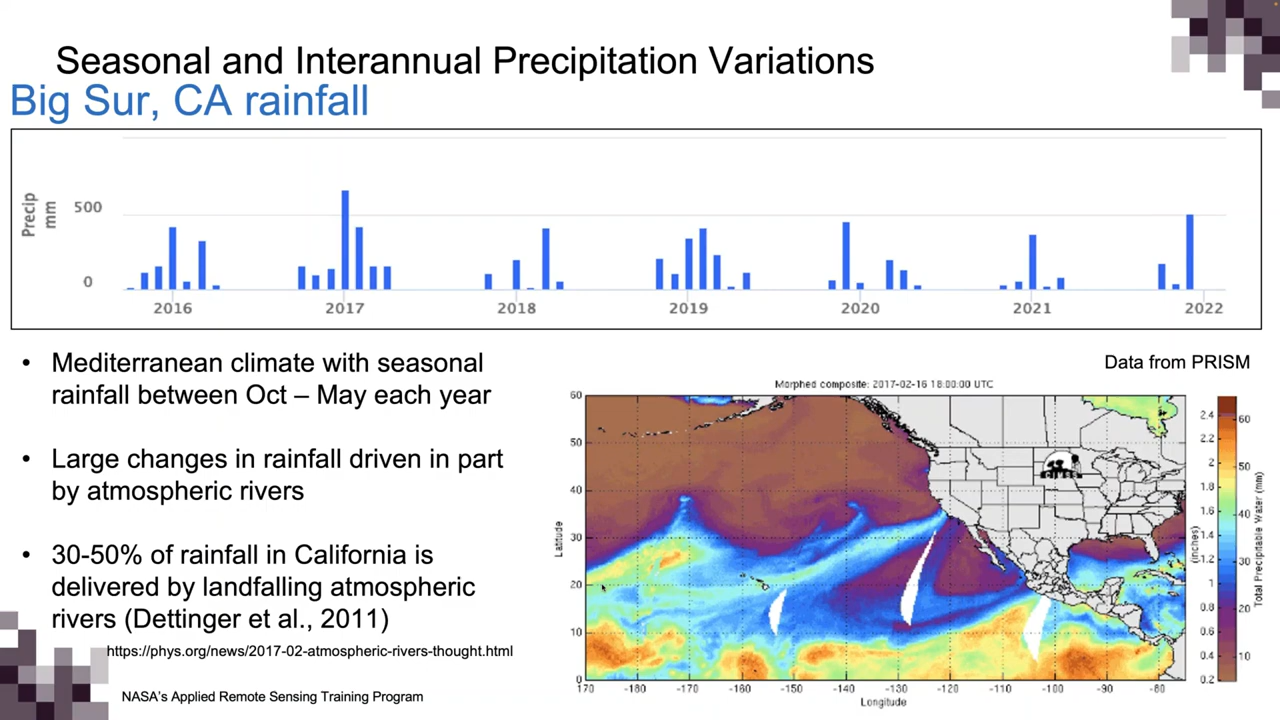 Seasonal and Interannual Precipitation Variations
Big Sur, CA rainfall
Precip
mm
500
0
2016 2017 2018 2019 2020 2021 2022
• Mediterranean climate with seasonal
rainfall between Oct – May each year
• Large changes in rainfall driven in part
by atmospheric rivers
• 30-50% of rainfall in California is
delivered by landfalling atmospheric
rivers (Dettinger et al., 2011)
https://phys.org/news/2017-02-atmospheric-rivers-thought.html
NASA's Applied Remote Sensing Training Program
Data from PRISM
Morphed composite: 2017-02-16 18:00:00 UTC
Latitude
60
50
40
30
20
10
0
170 -180 -170 -160 -150 -140 -130 -120 -110 -100 -90 -80
Longitude
2.4
2.2
2
1.8
1.6
1.4
1.2
1
0.8
0.6
0.4
0.2
(inches)
60
50
40
30
20
10
Total Precipitable Water (mm)